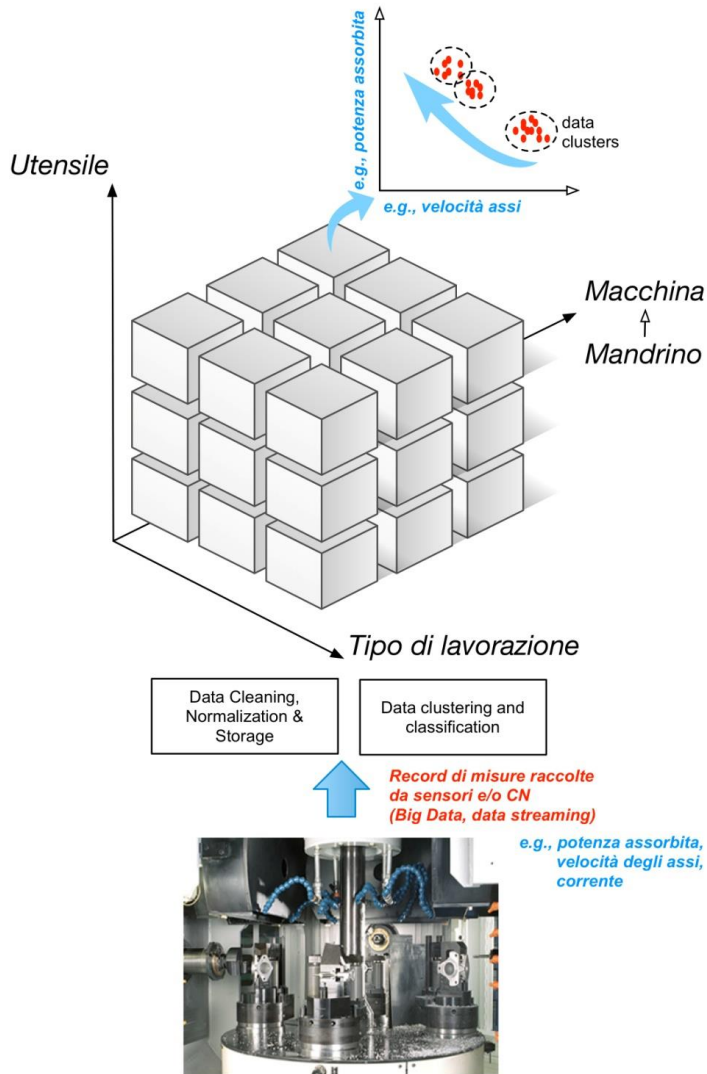 e.g., potenza assorbita
data
clusters
e.g., velocità assi
Utensile
Macchina
Mandrino
Tipo di lavorazione
Data Cleaning,
Normalization &
Storage
Data clustering and
classification
Record di misure raccolte
da sensori e/o CN
(Big Data, data streaming)
e.g., potenza assorbita,
velocità degli assi,
corrente